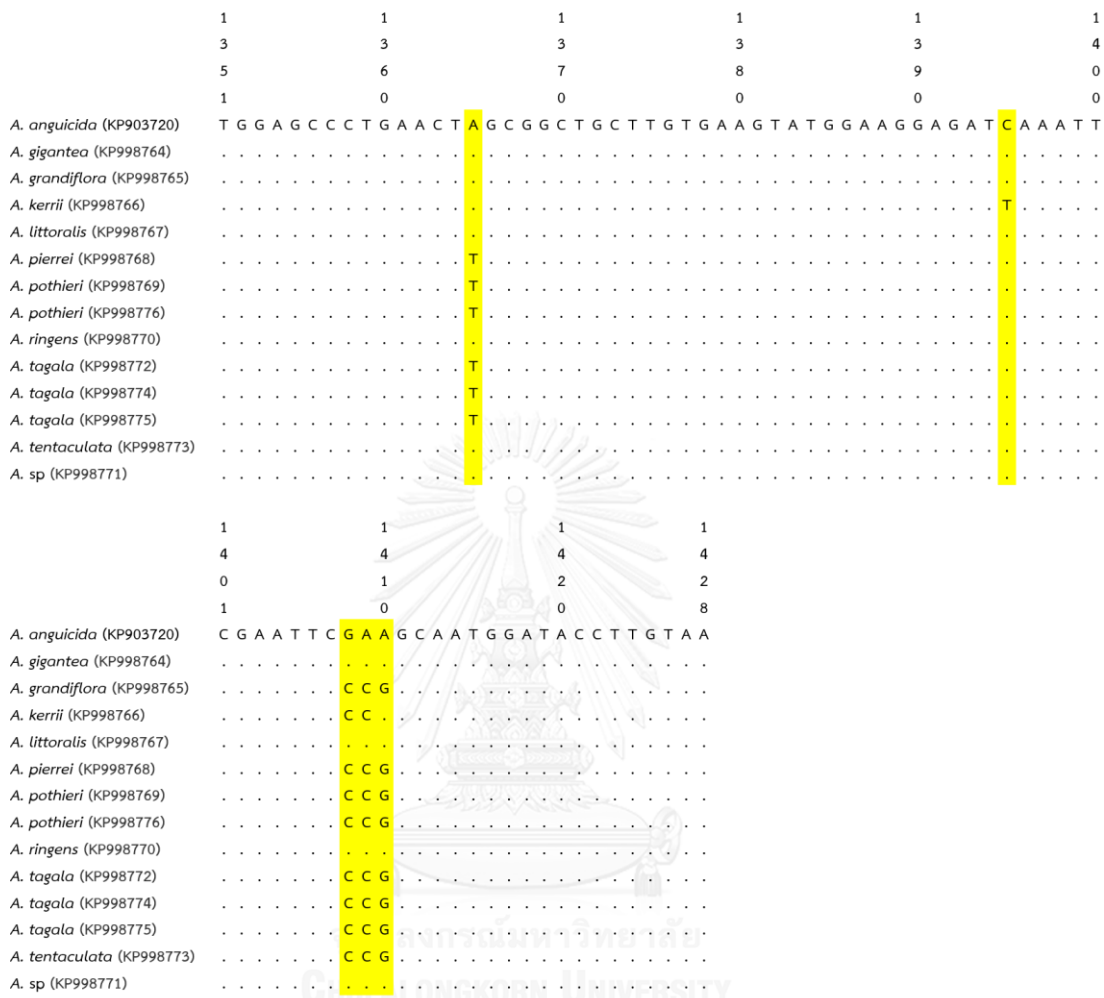 1 1 1 1 1 1
3 3 3 3 3 4
5 6 7 8 9 0
1 0 0 0 0 0
A. anguicida (KP903720) T G G A G C C C T G A A C T A G C G G C T G C T T G T G A A G T A T G G A A G G A G A T C A A A T T
A. gigantea (KP998764) . . . . . . . . . . . . . . . . . . . . . . . . . . . . . . . . . . . . . . . . . . . . . . . . . .
A. grandiflora (KP998765) . . . . . . . . . . . . . . . . . . . . . . . . . . . . . . . . . . . . . . . . . . . . . . . . . .
A. kerrii (KP998766) . . . . . . . . . . . . . . . . . . . . . . . . . . . . . . . . . . . . . . . . . . . . T . . . . .
A. littoralis (KP998767) . . . . . . . . . . . . . . . . . . . . . . . . . . . . . . . . . . . . . . . . . . . . . . . . . .
A. pierrei (KP998768) . . . . . . . . . . . . . . T . . . . . . . . . . . . . . . . . . . . . . . . . . . . . . . . . . .
A. pothieri (KP998769) . . . . . . . . . . . . . . T . . . . . . . . . . . . . . . . . . . . . . . . . . . . . . . . . . .
A. pothieri (KP998776) . . . . . . . . . . . . . . T . . . . . . . . . . . . . . . . . . . . . . . . . . . . . . . . . . .
A. ringens (KP998770) . . . . . . . . . . . . . . . . . . . . . . . . . . . . . . . . . . . . . . . . . . . . . . . . . .
A. tagala (KP998772) . . . . . . . . . . . . . . T . . . . . . . . . . . . . . . . . . . . . . . . . . . . . . . . . . .
A. tagala (KP998774) . . . . . . . . . . . . . . T . . . . . . . . . . . . . . . . . . . . . . . . . . . . . . . . . . .
A. tagala (KP998775) . . . . . . . . . . . . . . T . . . . . . . . . . . . . . . . . . . . . . . . . . . . . . . . . . .
A. tentaculata (KP998773) . . . . . . . . . . . . . . . . . . . . . . . . . . . . . . . . . . . . . . . . . . . . . . . . . .
A. sp (KP998771) . . . . . . . . . . . . . . . . . . . . . . . . . . . . . . . . . . . . . . . . . . . . . . . . . .
1 1 1 1
4 4 4 4
0 1 2 2
1 0 0 8
A. anguicida (KP903720) C G A A T T C G A A G C A A T G G A T A C C T T G T A A
A. gigantea (KP998764) . . . . . . . . . . . . . . . . . . . . . . . . . . . .
A. grandiflora (KP998765) . . . . . . . C C G . . . . . . . . . . . . . . . . . .
A. kerrii (KP998766) . . . . . . . C C . . . . . . . . . . . . . . . . . . .
A. littoralis (KP998767) . . . . . . . . . . . . . . . . . . . . . . . . . . . .
A. pierrei (KP998768) . . . . . . . C C G . . . . . . . . . . . . . . . . . .
A. pothieri (KP998769) . . . . . . . C C G . . . . . . . . . . . . . . . . . .
A. pothieri (KP998776) . . . . . . . C C G . . . . . . . . . . . . . . . . . .
A. ringens (KP998770) . . . . . . . . . . . . . . . . . . . . . . . . . . . .
A. tagala (KP998772) . . . . . . . C C G . . . . . . . . . . . . . . . . . .
A. tagala (KP998774) . . . . . . . C C G . . . . . . . . . . . . . . . . . .
A. tagala (KP998775) . . . . . . . C C G . . . . . . . . . . . . . . . . . .
A. tentaculata (KP998773) . . . . . . . C C G . . . . . . . . . . . . . . . . . .
A. sp (KP998771) . . . . . . . . . . . . . . . . . . . . . . . . . . . .
UNIVERSITY